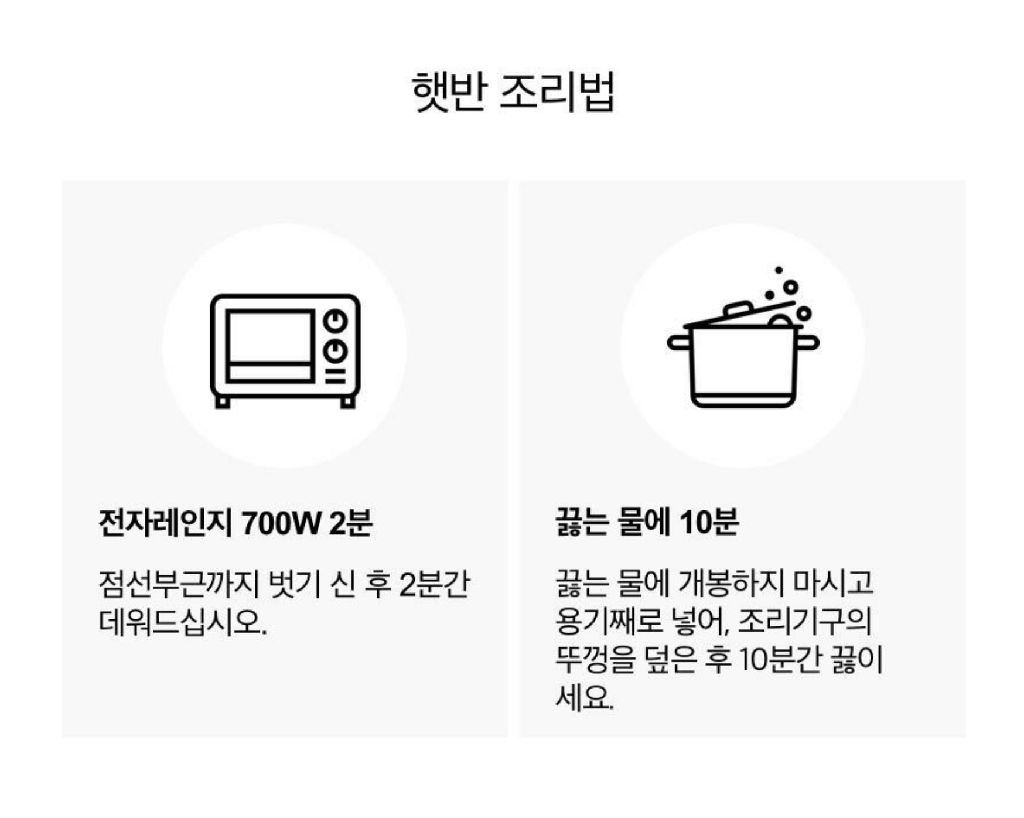 햇반 조리법
전자레인지 700W 2분
점선부근까지 벗기 신 후 2분간
데워드십시오.
끓는 물에 10분
끓는 물에 개봉하지 마시고
용기째로 넣어, 조리기구의
뚜껑을 덮은 후 10분간 끓이
세요.